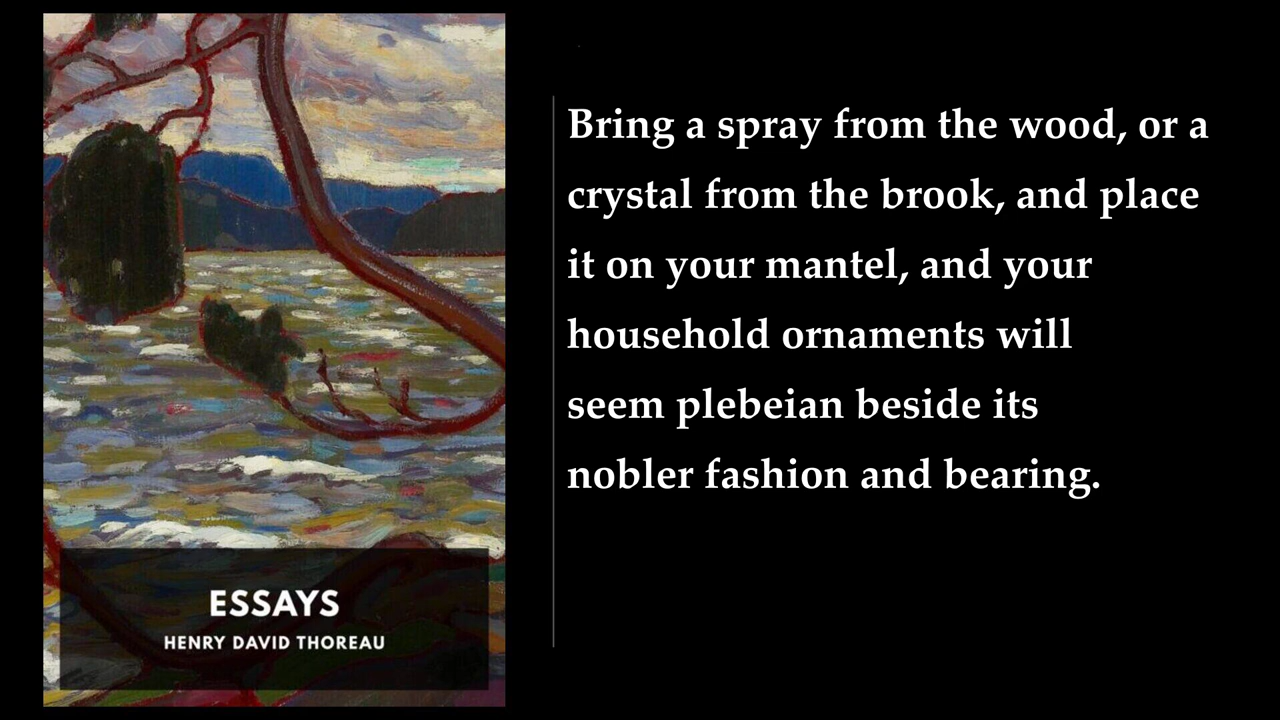 Bring a spray from the wood, or a
crystal from the brook, and place
it on your mantel, and your
household ornaments will
seem plebeian beside its
nobler fashion and bearing.
ESSAYS
HENRY DAVID THOREAU